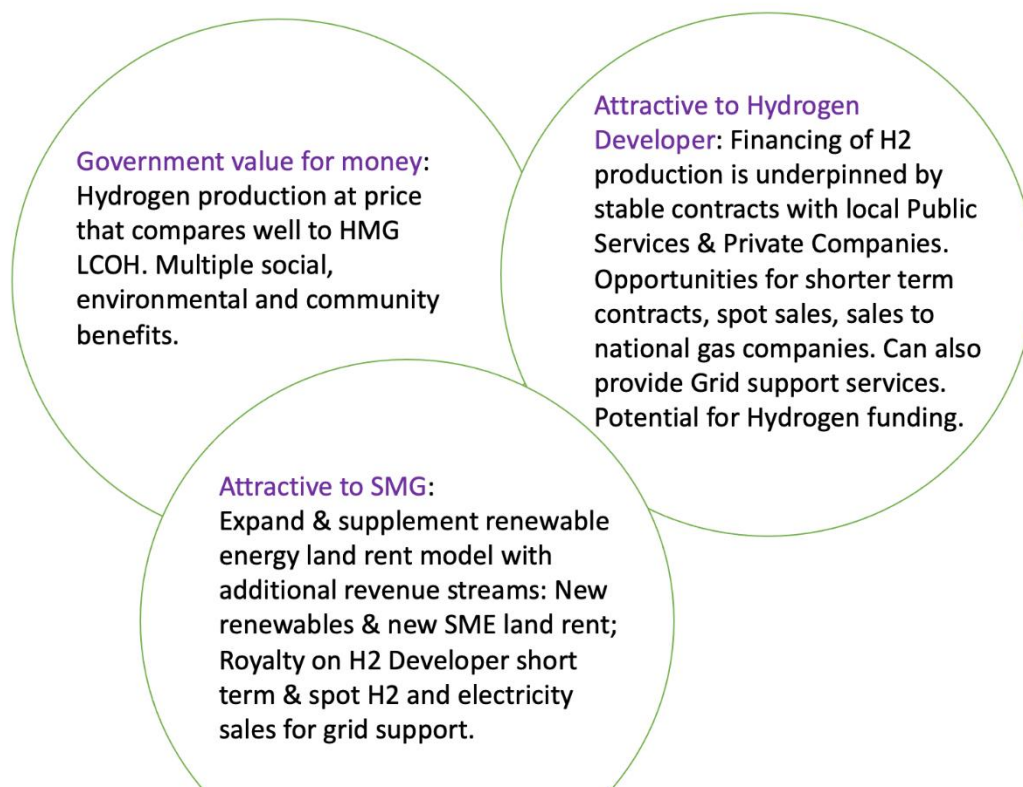 Government value for money:
Hydrogen production at price
that compares well to HMG
LCOH. Multiple social,
environmental and community
benefits.
Attractive to Hydrogen
Developer: Financing of H2
production is underpinned by
stable contracts with local Public
Services & Private Companies.
Opportunities for shorter term
contracts, spot sales, sales to
national gas companies. Can also
provide Grid support services.
Potential for Hydrogen funding.
Attractive to SMG:
Expand & supplement renewable
energy land rent model with
additional revenue streams: New
renewables & new SME land rent;
Royalty on H2 Developer short
term & spot H2 and electricity
sales for grid support.